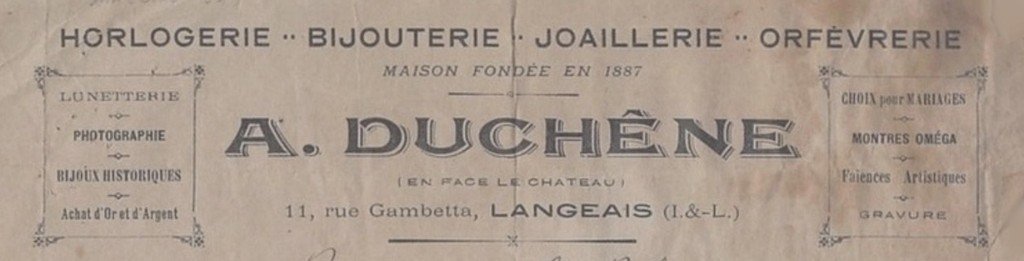 HORLOGERIE ·· BIJOUTERIE ·· JOAILLERIE ·· ORFÈVRERIE
MAISON FONDÉE EN 1887
LUNETTERIE
PHOTOGRAPHIE
BIJOUX HISTORIQUES
Achat d'Or et d'Argent
A. DUCHÊNE
(EN FACE LE CHATEAU)
11, rue Gambetta, LANGEAIS (I.&-L.)
CHOIX pour MARIAGES
MONTRES OMÉGA
Faïences Artistiques
GRAVURE